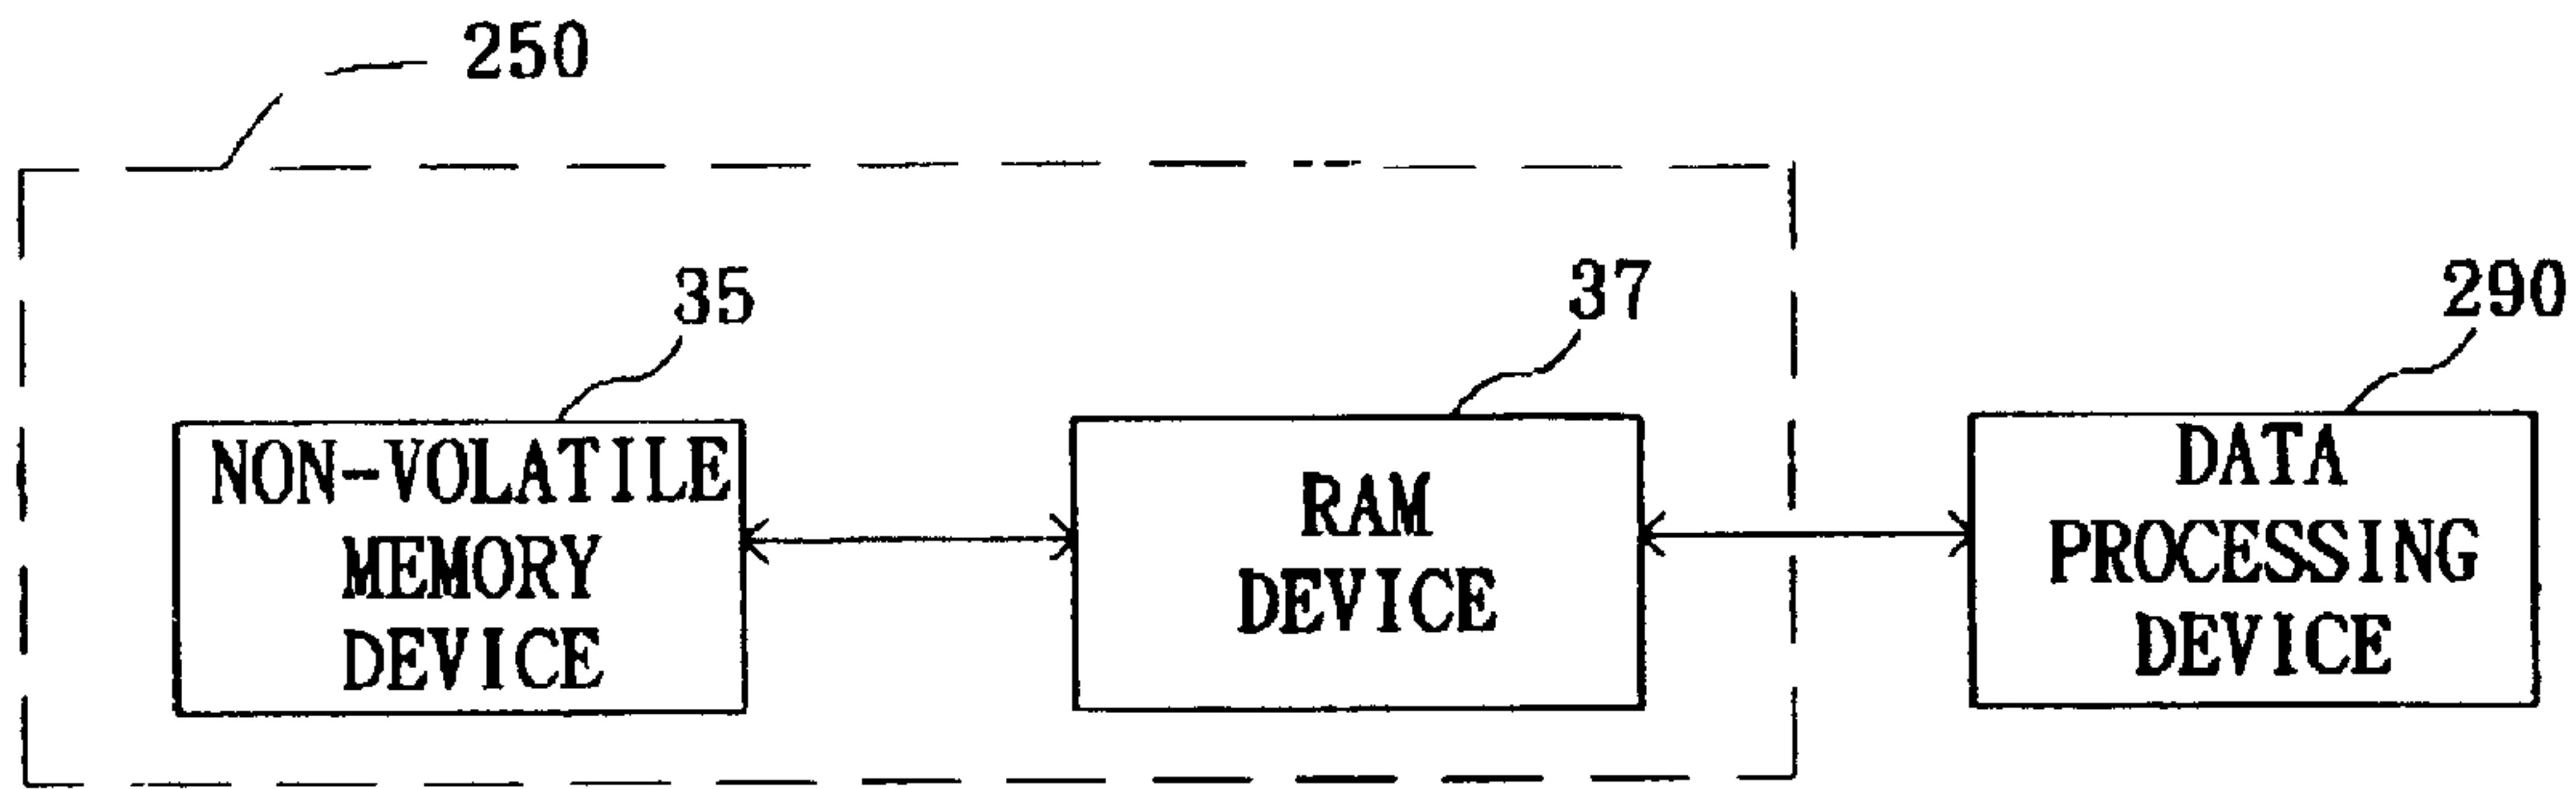 250
35
37
290
NON-VOLATILE
MEMORY
DEVICE
RAM
DEVICE
DATA
PROCESSING
DEVICE